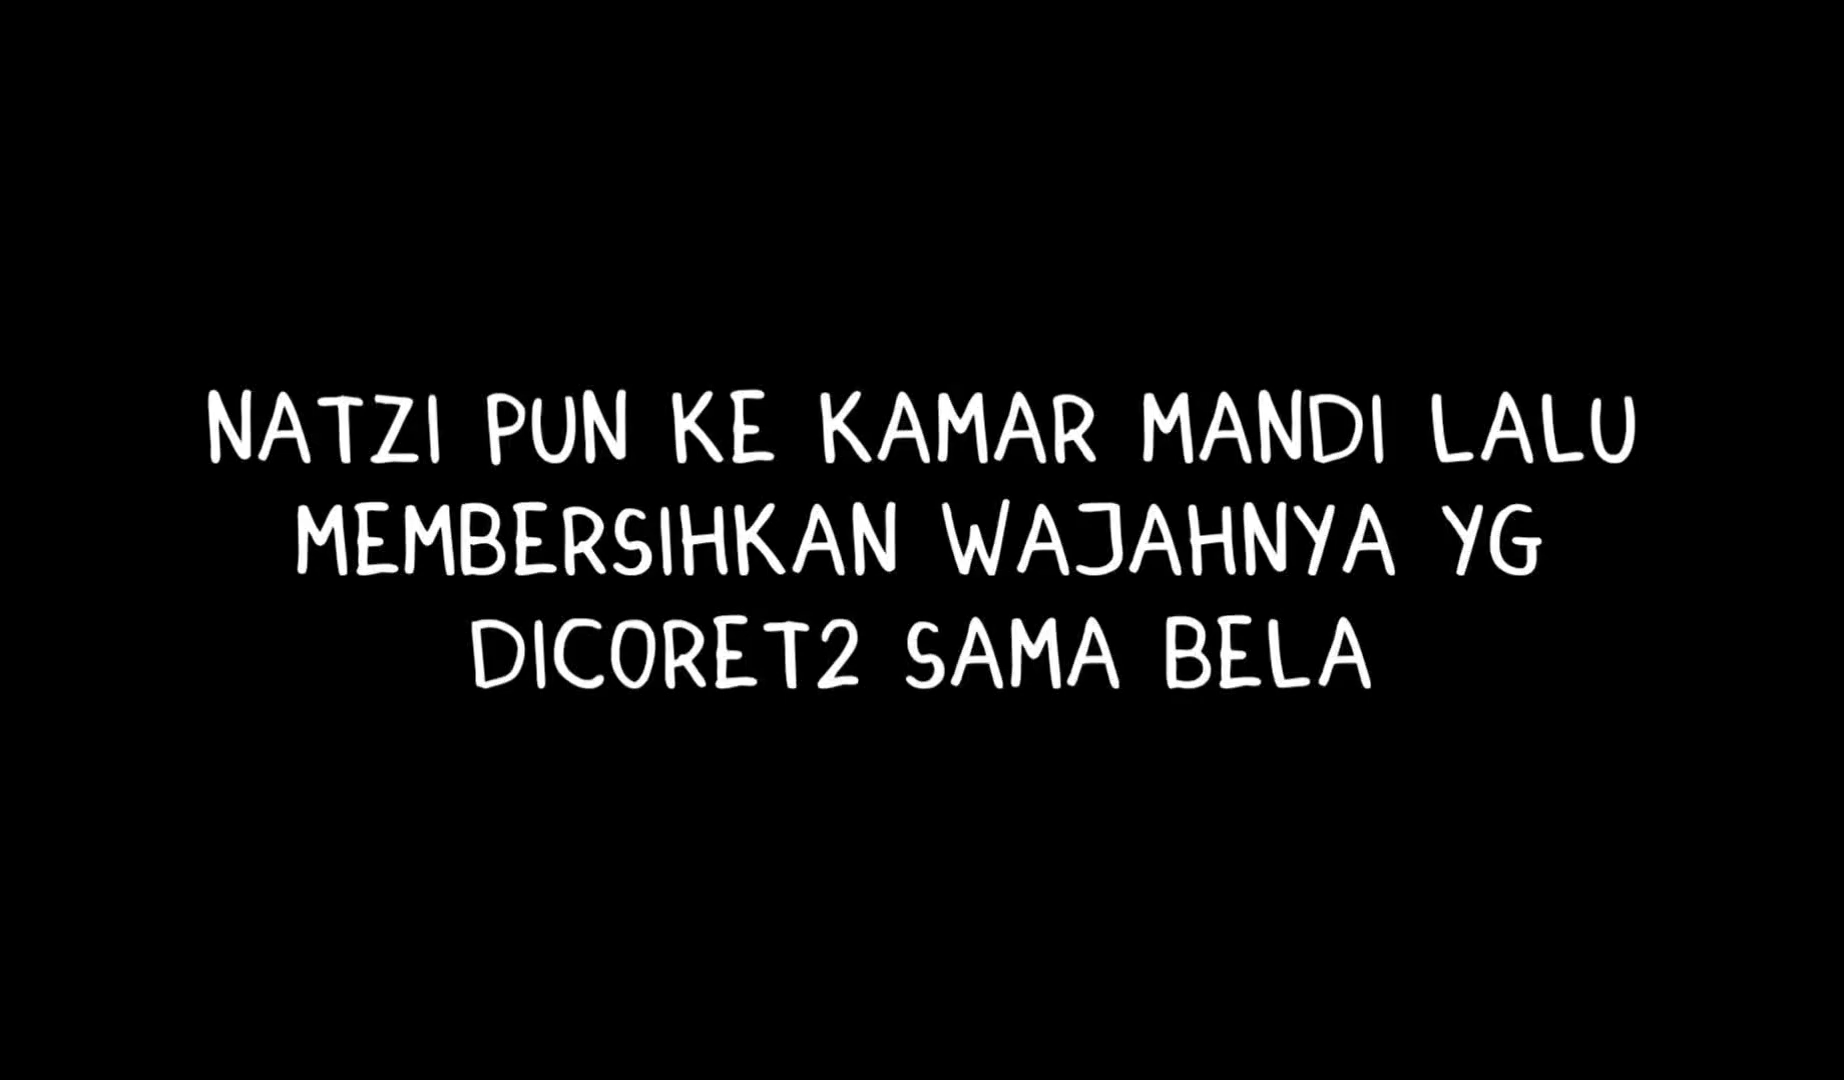 NATZI PUN KE KAMAR MANDI LALU
MEMBERSIHKAN WAJAHNYA YG
DICORET2 SAMA BELA